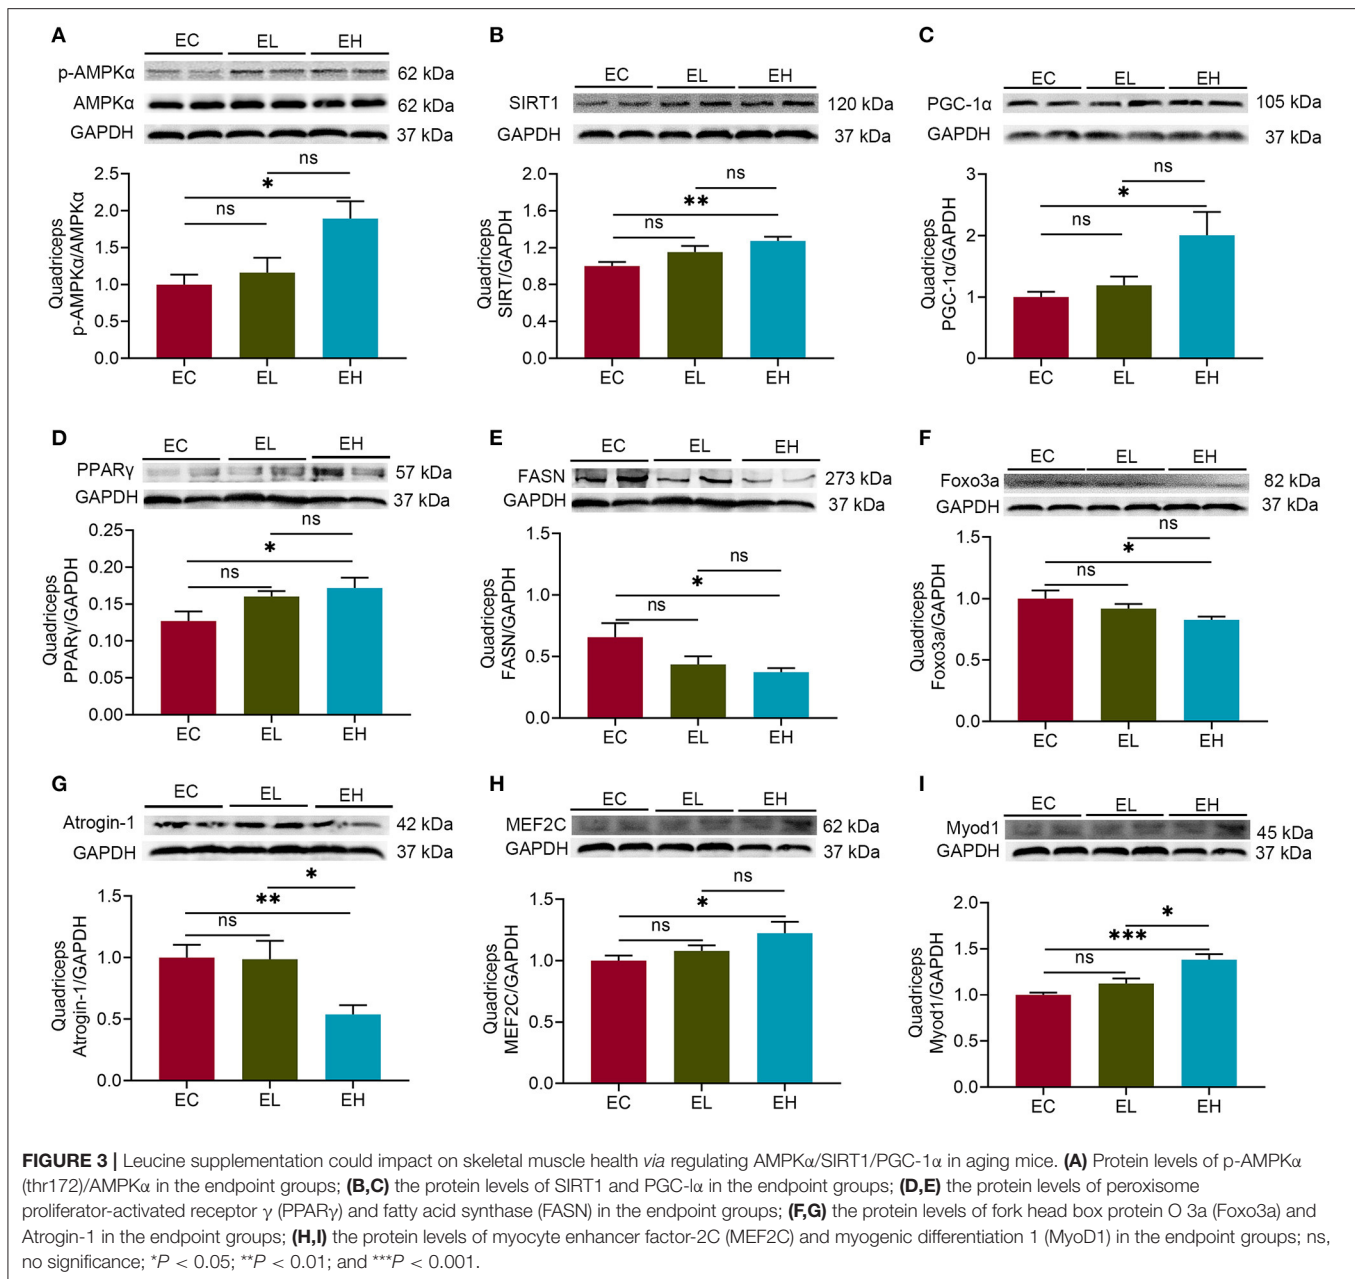 A
EC EL EH
p-AMPKα 62 kDa
AMPKα 62 kDa
GAPDH 37 kDa
ns
*
ns
Quadriceps
p-AMPKα/AMPKα
2.5
2.0
1.5
1.0
0.5
0.0
EC EL EH
B
EC EL EH
SIRT1 120 kDa
GAPDH 37 kDa
ns
**
ns
Quadriceps
SIRT/GAPDH
2.0
1.6
1.2
0.8
0.4
0.0
EC EL EH
C
EC EL EH
PGC-1α 105 kDa
GAPDH 37 kDa
ns
*
ns
Quadriceps
PGC-1α/GAPDH
3
2
1
0
EC EL EH
D
EC EL EH
PPARγ 57 kDa
GAPDH 37 kDa
ns
*
ns
Quadriceps
PPARγ/GAPDH
0.25
0.20
0.15
0.10
0.05
0.00
EC EL EH
E
EC EL EH
FASN 273 kDa
GAPDH 37 kDa
ns
*
ns
Quadriceps
FASN/GAPDH
1.5
1.0
0.5
0.0
EC EL EH
F
EC EL EH
Foxo3a 82 kDa
GAPDH 37 kDa
ns
*
ns
Quadriceps
Foxo3a/GAPDH
1.5
1.0
0.5
0.0
EC EL EH
G
EC EL EH
Atrogin-1 42 kDa
GAPDH 37 kDa
*
**
ns
Quadriceps
Atrogin-1/GAPDH
1.5
1.0
0.5
0.0
EC EL EH
H
EC EL EH
MEF2C 62 kDa
GAPDH 37 kDa
ns
*
ns
Quadriceps
MEF2C/GAPDH
1.5
1.0
0.5
0.0
EC EL EH
I
EC EL EH
Myod1 45 kDa
GAPDH 37 kDa
*
***
ns
Quadriceps
Myod1/GAPDH
2.0
1.5
1.0
0.5
0.0
EC EL EH
FIGURE 3 | Leucine supplementation could impact on skeletal muscle health via regulating AMPKα/SIRT1/PGC-1α in aging mice. (A) Protein levels of p-AMPKα
(thr172)/AMPKα in the endpoint groups; (B,C) the protein levels of SIRT1 and PGC-lα in the endpoint groups; (D,E) the protein levels of peroxisome
proliferator-activated receptor γ (PPARγ) and fatty acid synthase (FASN) in the endpoint groups; (F,G) the protein levels of fork head box protein O 3a (Foxo3a) and
Atrogin-1 in the endpoint groups; (H,I) the protein levels of myocyte enhancer factor-2C (MEF2C) and myogenic differentiation 1 (MyoD1) in the endpoint groups; ns,
no significance; *P < 0.05; **P < 0.01; and ***P < 0.001.